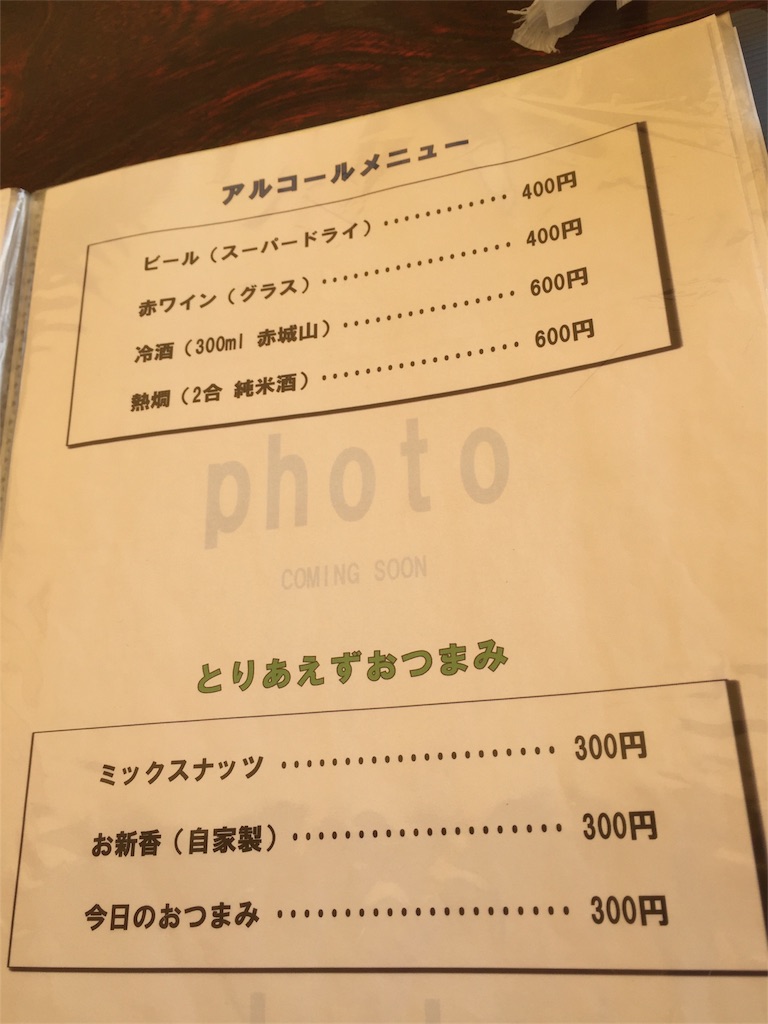 アルコールメニュー
ビール（スーパードライ）･･･････････ 400円
赤ワイン（グラス）････････････････ 400円
冷酒（300ml 赤城山）･･････････････ 600円
熱燗（2合 純米酒）････････････････ 600円
photo
COMING SOON
とりあえずおつまみ
ミックスナッツ ･････････････････････ 300円
お新香（自家製）････････････････････ 300円
今日のおつまみ ･････････････････････ 300円